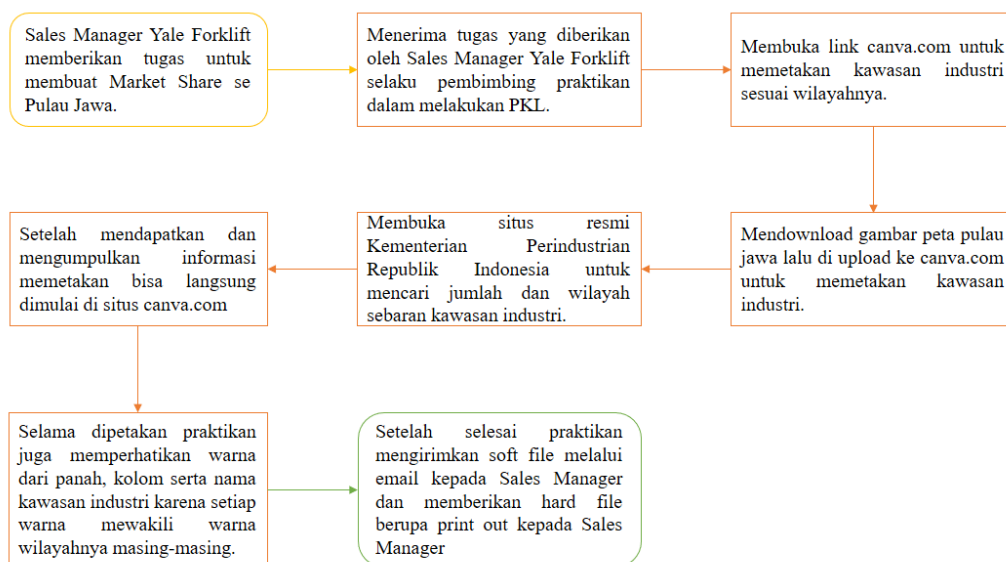 Sales Manager Yale Forklift
memberikan tugas untuk
membuat Market Share se
Pulau Jawa.
Menerima tugas yang diberikan
oleh Sales Manager Yale Forklift
selaku pembimbing praktikan
dalam melakukan PKL.
Membuka link canva.com untuk
memetakan kawasan industri
sesuai wilayahnya.
Mendownload gambar peta pulau
jawa lalu di upload ke canva.com
untuk memetakan kawasan
industri.
Membuka situs resmi
Kementerian Perindustrian
Republik Indonesia untuk
mencari jumlah dan wilayah
sebaran kawasan industri.
Setelah mendapatkan dan
mengumpulkan informasi
memetakan bisa langsung
dimulai di situs canva.com
Selama dipetakan praktikan
juga memperhatikan warna
dari panah, kolom serta nama
kawasan industri karena setiap
warna mewakili warna
wilayahnya masing-masing.
Setelah selesai praktikan
mengirimkan soft file melalui
email kepada Sales Manager
dan memberikan hard file
berupa print out kepada Sales
Manager